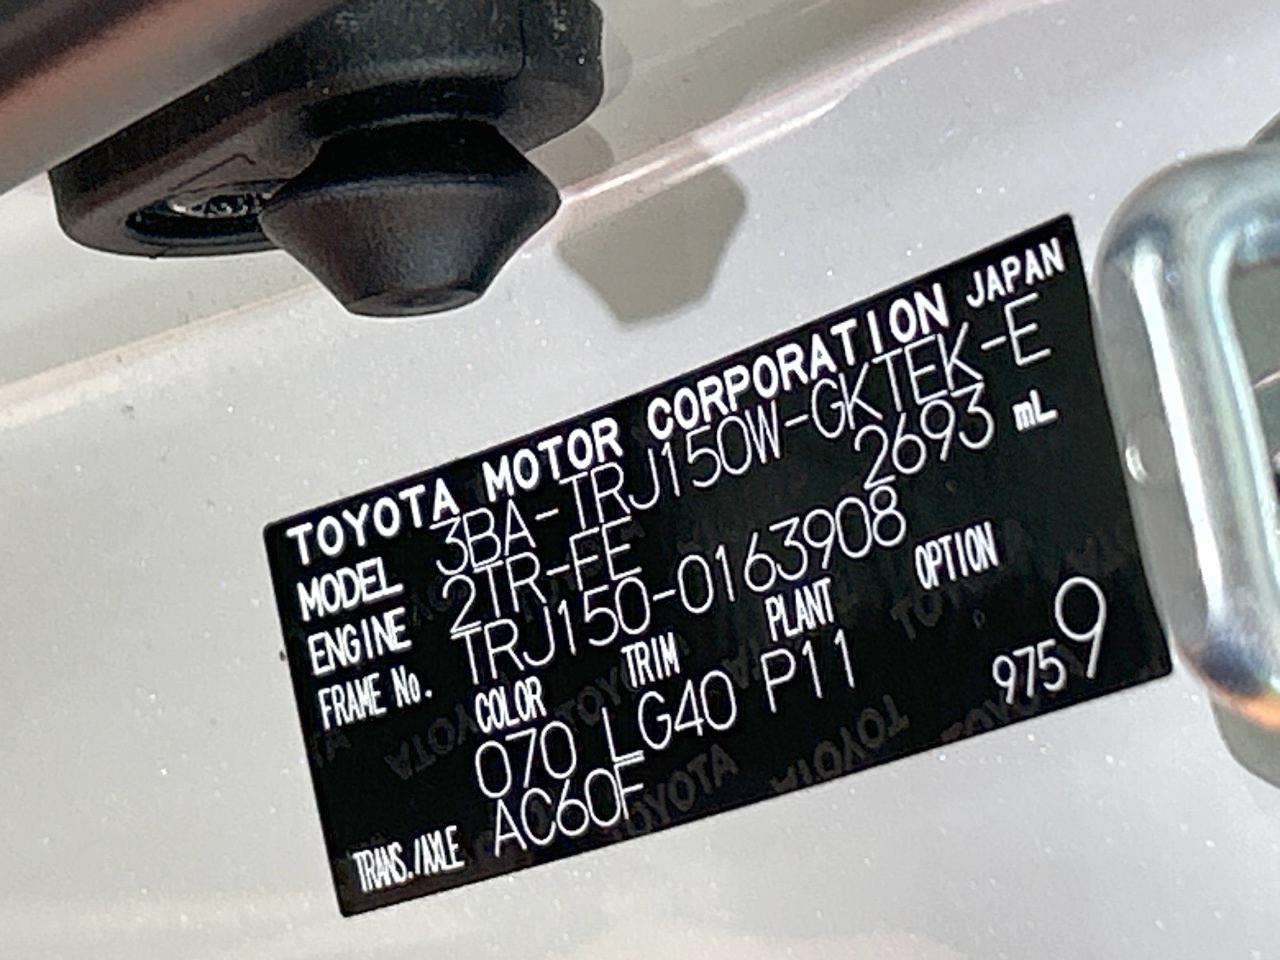 TOYOTA MOTOR CORPORATION JAPAN
MODEL 3BA-TRJ150W-GKTEK-E
ENGINE 2TR-FE 2693 mL
FRAME No. TRJ150-0163908
COLOR TRIM PLANT OPTION
070 LG40 P11 9759
TRANS./AXLE AC60F